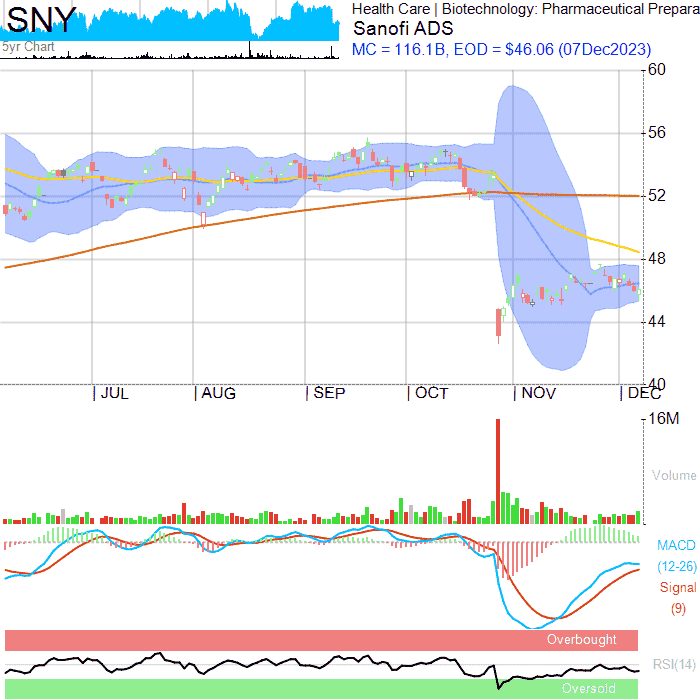 SNY
5yr Chart
Health Care | Biotechnology: Pharmaceutical Prepara
Sanofi ADS
MC = 116.1B, EOD = $46.06 (07Dec2023)
60
56
52
48
44
40
JUL
AUG
SEP
OCT
NOV
DEC
16M
Volume
MACD
(12-26)
Signal
(9)
Overbought
RSI(14)
Oversold